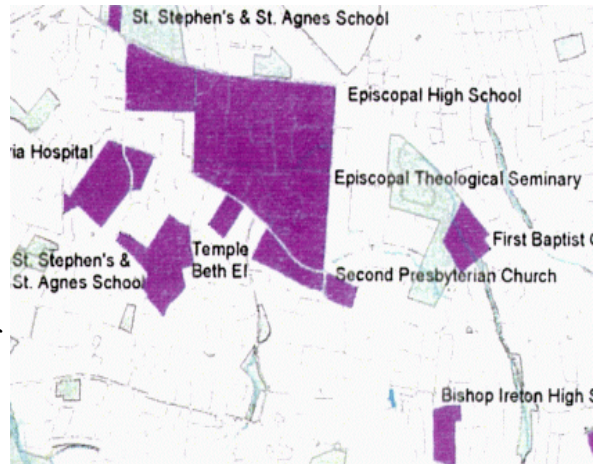 St. Stephen's & St. Agnes School
Episcopal High School
ria Hospital
Episcopal Theological Seminary
First Baptist C
Temple
Beth El
St. Stephen's &
St. Agnes School
Second Presbyterian Church
Bishop Ireton High S